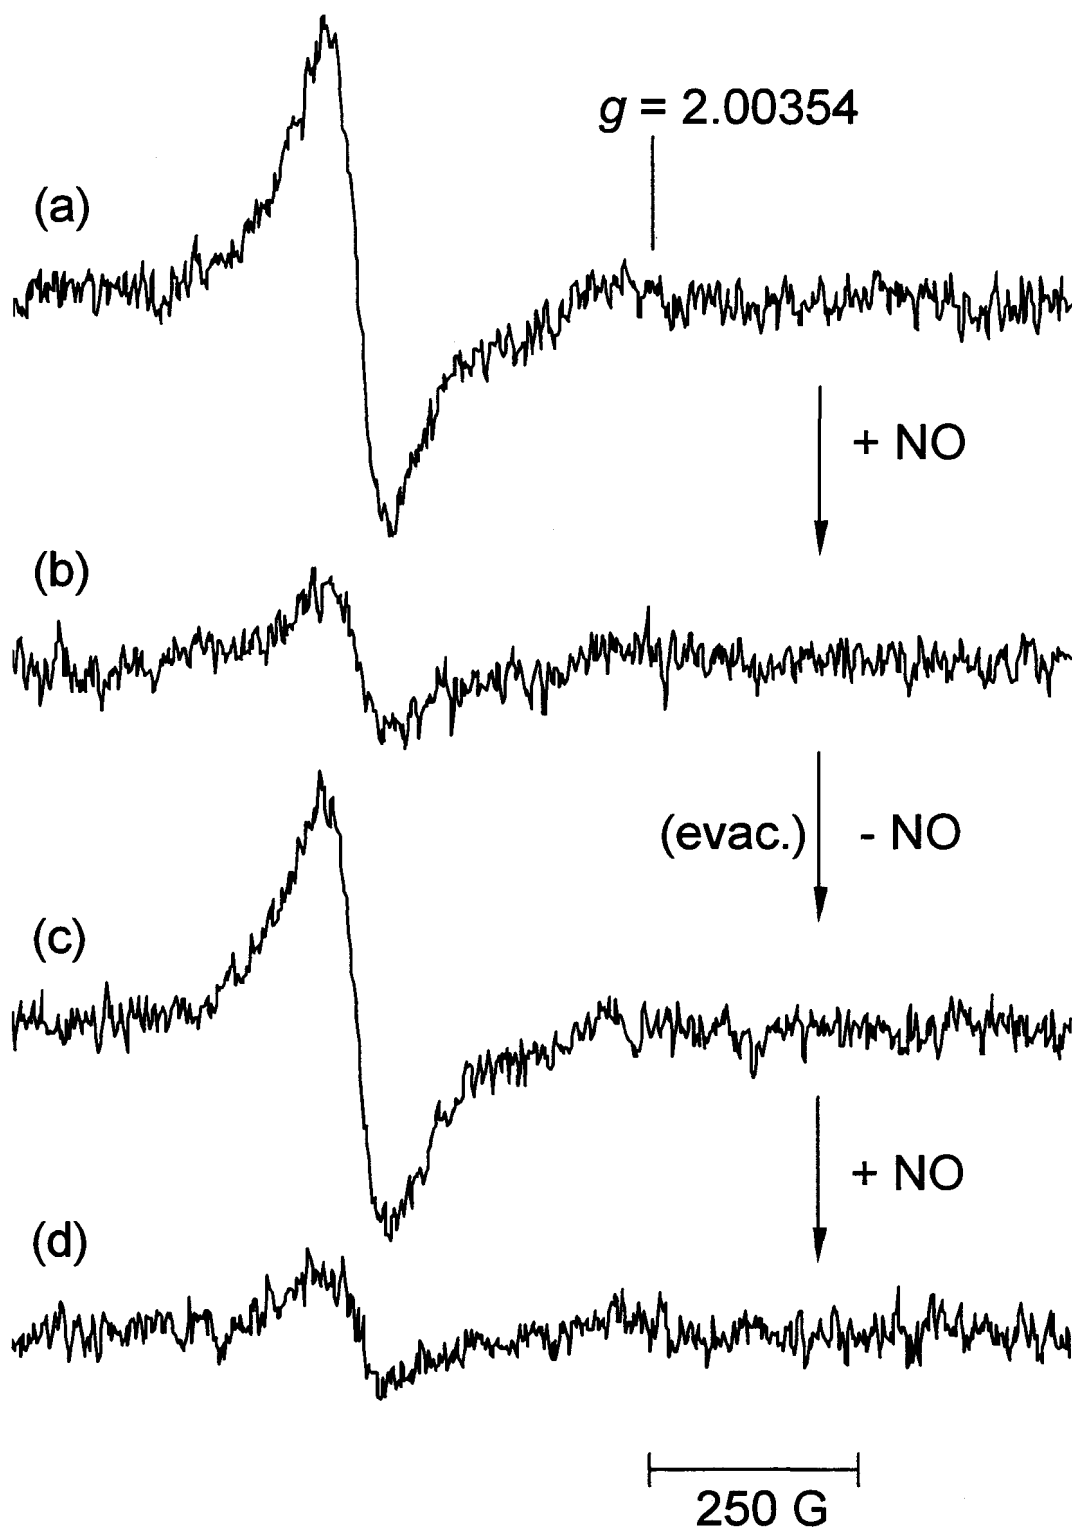 g = 2.00354
(a)
+ NO
(b)
(evac.) - NO
(c)
+ NO
(d)
250 G